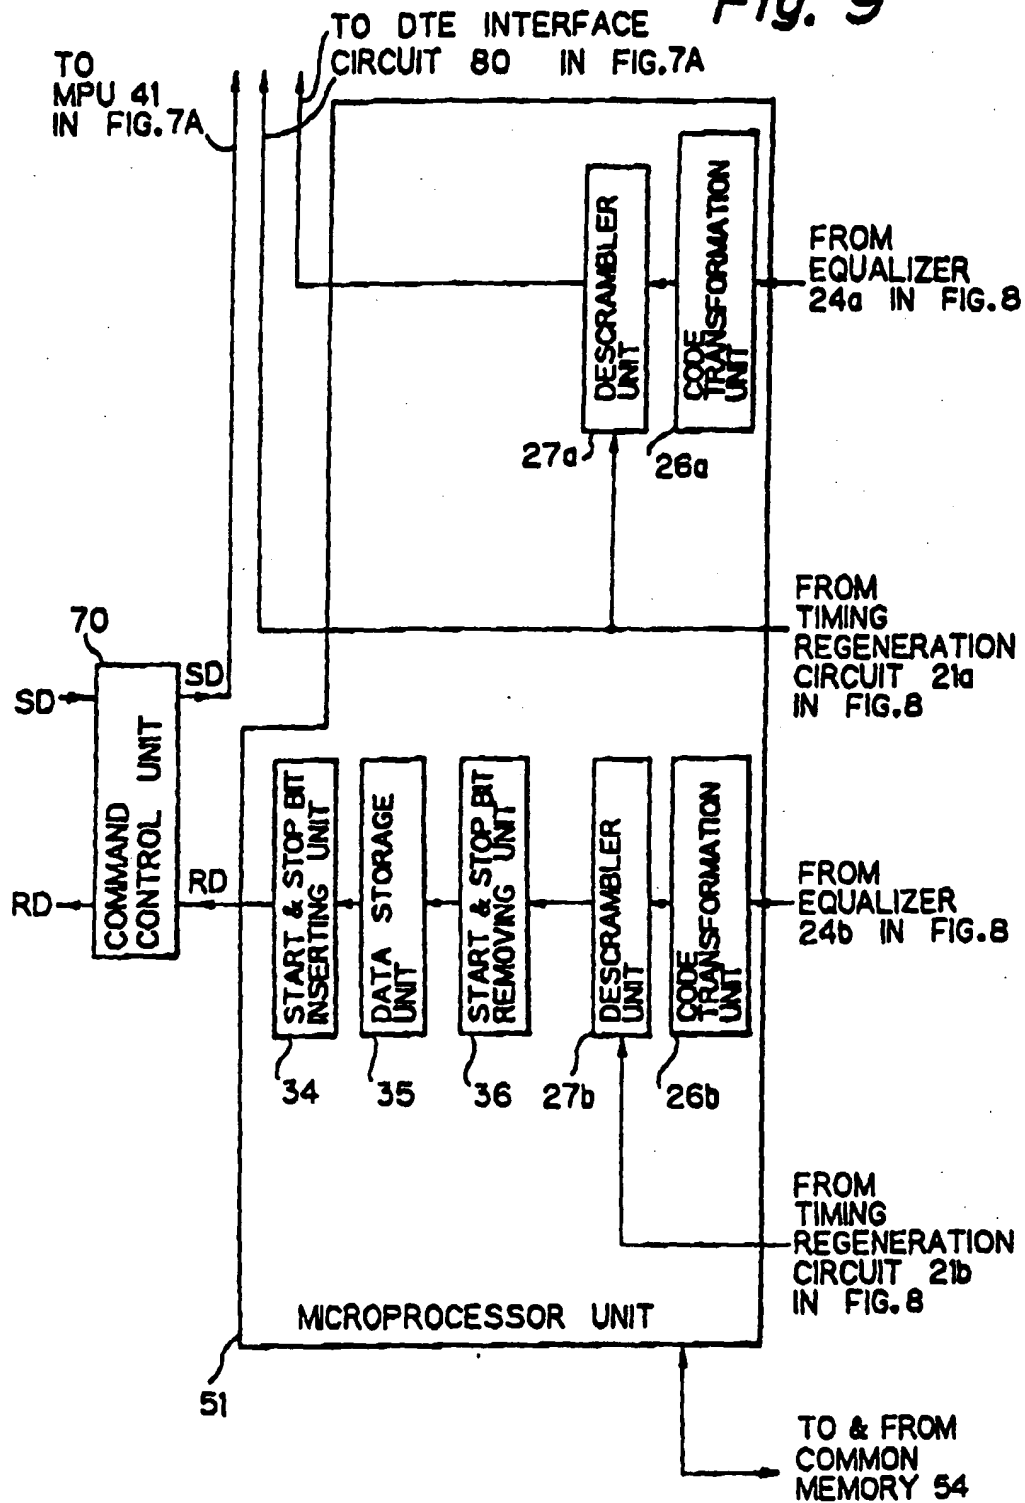 Fig. 9
TO DTE INTERFACE
CIRCUIT 80 IN FIG.7A
TO
MPU 41
IN FIG.7A
DESCRAMBLER
UNIT
CODE
TRANSFORMATION
UNIT
FROM
EQUALIZER
24a IN FIG.8
27a
26a
FROM
TIMING
REGENERATION
CIRCUIT 21a
IN FIG.8
70
SD
SD
COMMAND
CONTROL UNIT
RD
RD
START & STOP BIT
INSERTING UNIT
DATA STORAGE
UNIT
START & STOP BIT
REMOVING UNIT
DESCRAMBLER
UNIT
CODE
TRANSFORMATION
UNIT
FROM
EQUALIZER
24b IN FIG.8
34
35
36
27b
26b
FROM
TIMING
REGENERATION
CIRCUIT 21b
IN FIG.8
MICROPROCESSOR UNIT
51
TO & FROM
COMMON
MEMORY 54